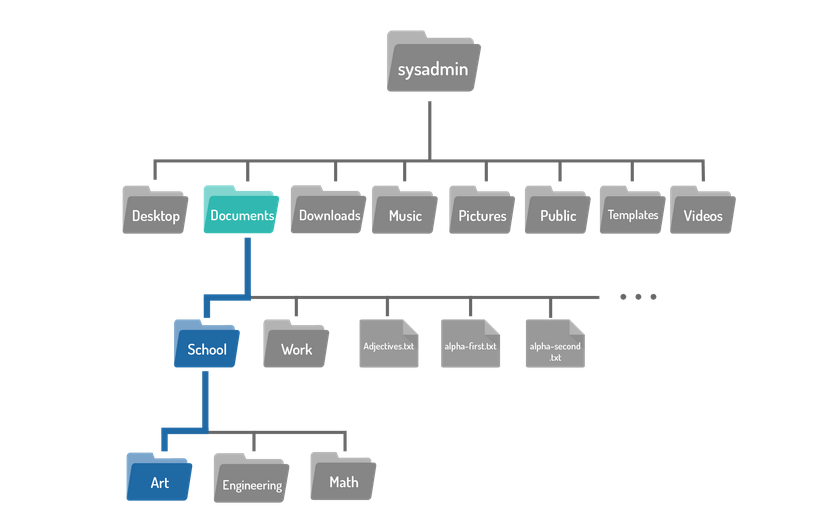 sysadmin
Desktop
Documents
Downloads
Music
Pictures
Public
Templates
Videos
School
Work
Adjectives.txt
alpha-first.txt
alpha-second
.txt
Art
Engineering
Math